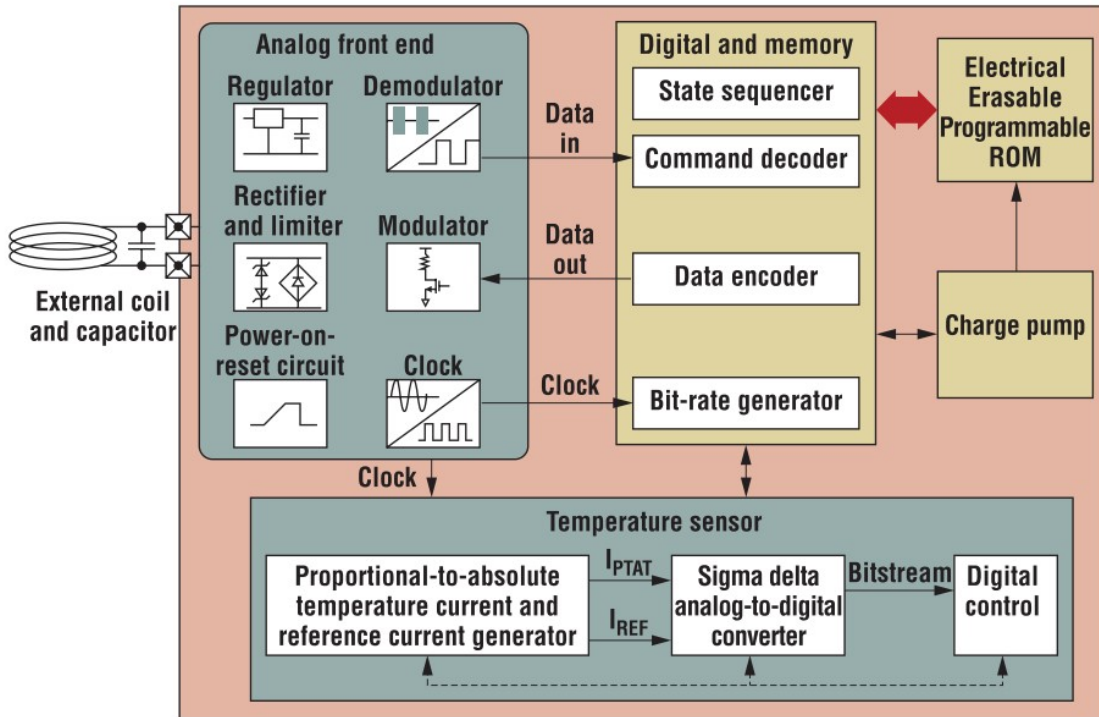 Analog front end
Regulator
Demodulator
Rectifier
and limiter
Modulator
Power-on-
reset circuit
Clock
External coil
and capacitor
Data
in
Data
out
Clock
Clock
Digital and memory
State sequencer
Command decoder
Data encoder
Bit-rate generator
Electrical
Erasable
Programmable
ROM
Charge pump
Temperature sensor
Proportional-to-absolute
temperature current and
reference current generator
I_PTAT
I_REF
Sigma delta
analog-to-digital
converter
Bitstream
Digital
control